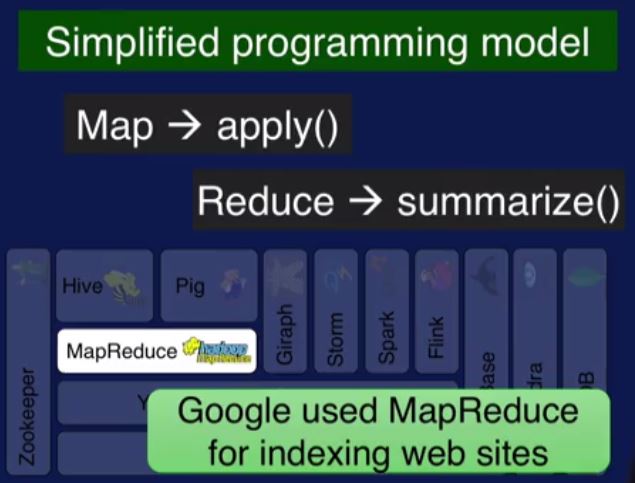 Simplified programming model
Map → apply()
Reduce → summarize()
Hive
Pig
Giraph
Storm
Spark
Flink
MapReduce hadoop MapReduce
Zookeeper
Y
Base
dra
DB
Google used MapReduce
for indexing web sites